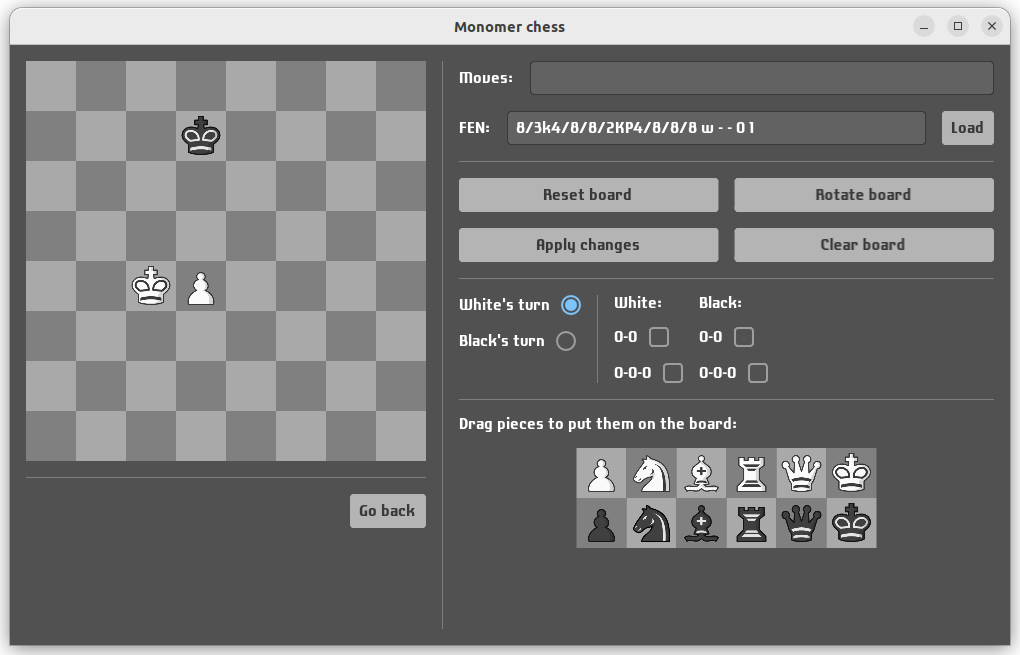 Monomer chess
Moves:
FEN: 8/3k4/8/8/2KP4/8/8/8 w - - 0 1 Load
Reset board Rotate board
Apply changes Clear board
White's turn White: Black:
Black's turn 0-0 0-0
0-0-0 0-0-0
Drag pieces to put them on the board:
Go back